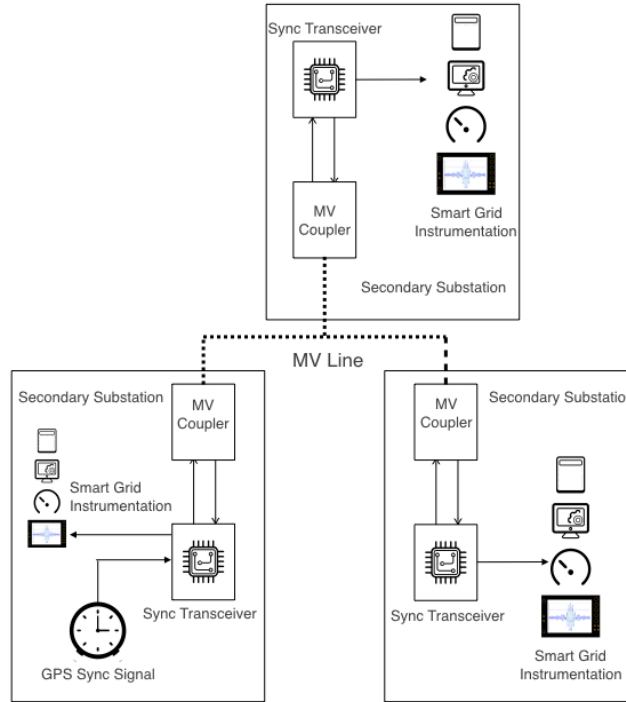 Sync Transceiver
MV
Coupler
Smart Grid
Instrumentation
Secondary Substation
MV Line
Secondary Substation
MV
Coupler
Smart Grid
Instrumentation
Sync Transceiver
GPS Sync Signal
MV
Coupler
Secondary Substatio
Sync Transceiver
Smart Grid
Instrumentation